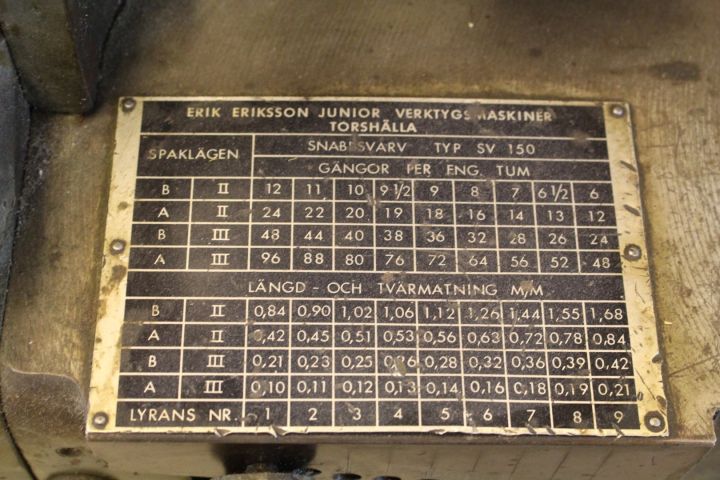 ERIK ERIKSSON JUNIOR VERKTYGSMASKINER
TORSHÄLLA
SPAKLÄGEN
SNABBSVARV TYP SV 150
GÄNGOR PER ENG. TUM
B II 12 11 10 9 1/2 9 8 7 6 1/2 6
A II 24 22 20 19 18 16 14 13 12
B III 48 44 40 38 36 32 28 26 24
A III 96 88 80 76 72 64 56 52 48
LÄNGD - OCH TVÄRMATNING M/M
B II 0,84 0,90 1,02 1,06 1,12 1,26 1,44 1,55 1,68
A II 0,42 0,45 0,51 0,53 0,56 0,63 0,72 0,78 0,84
B III 0,21 0,23 0,25 0,26 0,28 0,32 0,36 0,39 0,42
A III 0,10 0,11 0,12 0,13 0,14 0,16 0,18 0,19 0,21
LYRANS NR. 1 2 3 4 5 6 7 8 9